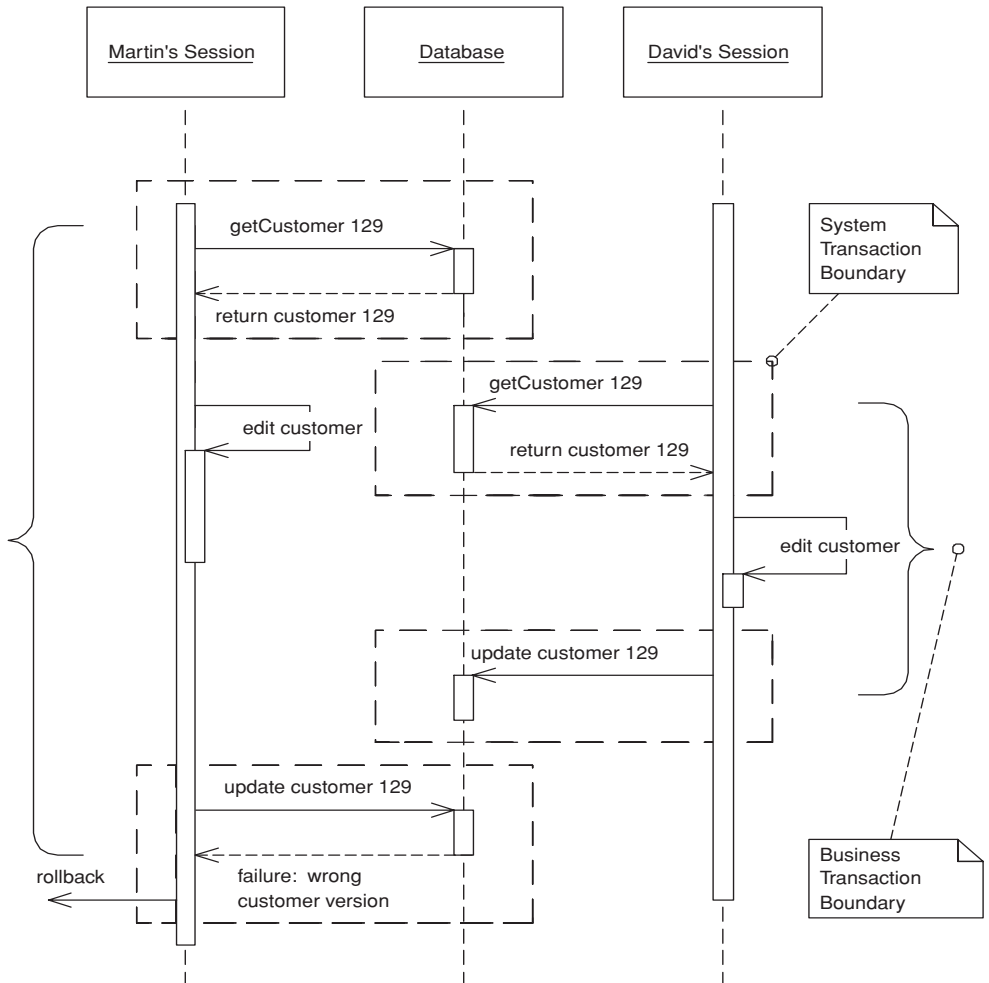 Martin's Session
Database
David's Session
getCustomer 129
System
Transaction
Boundary
return customer 129
getCustomer 129
edit customer
return customer 129
edit customer
update customer 129
update customer 129
rollback
failure:  wrong
customer version
Business
Transaction
Boundary